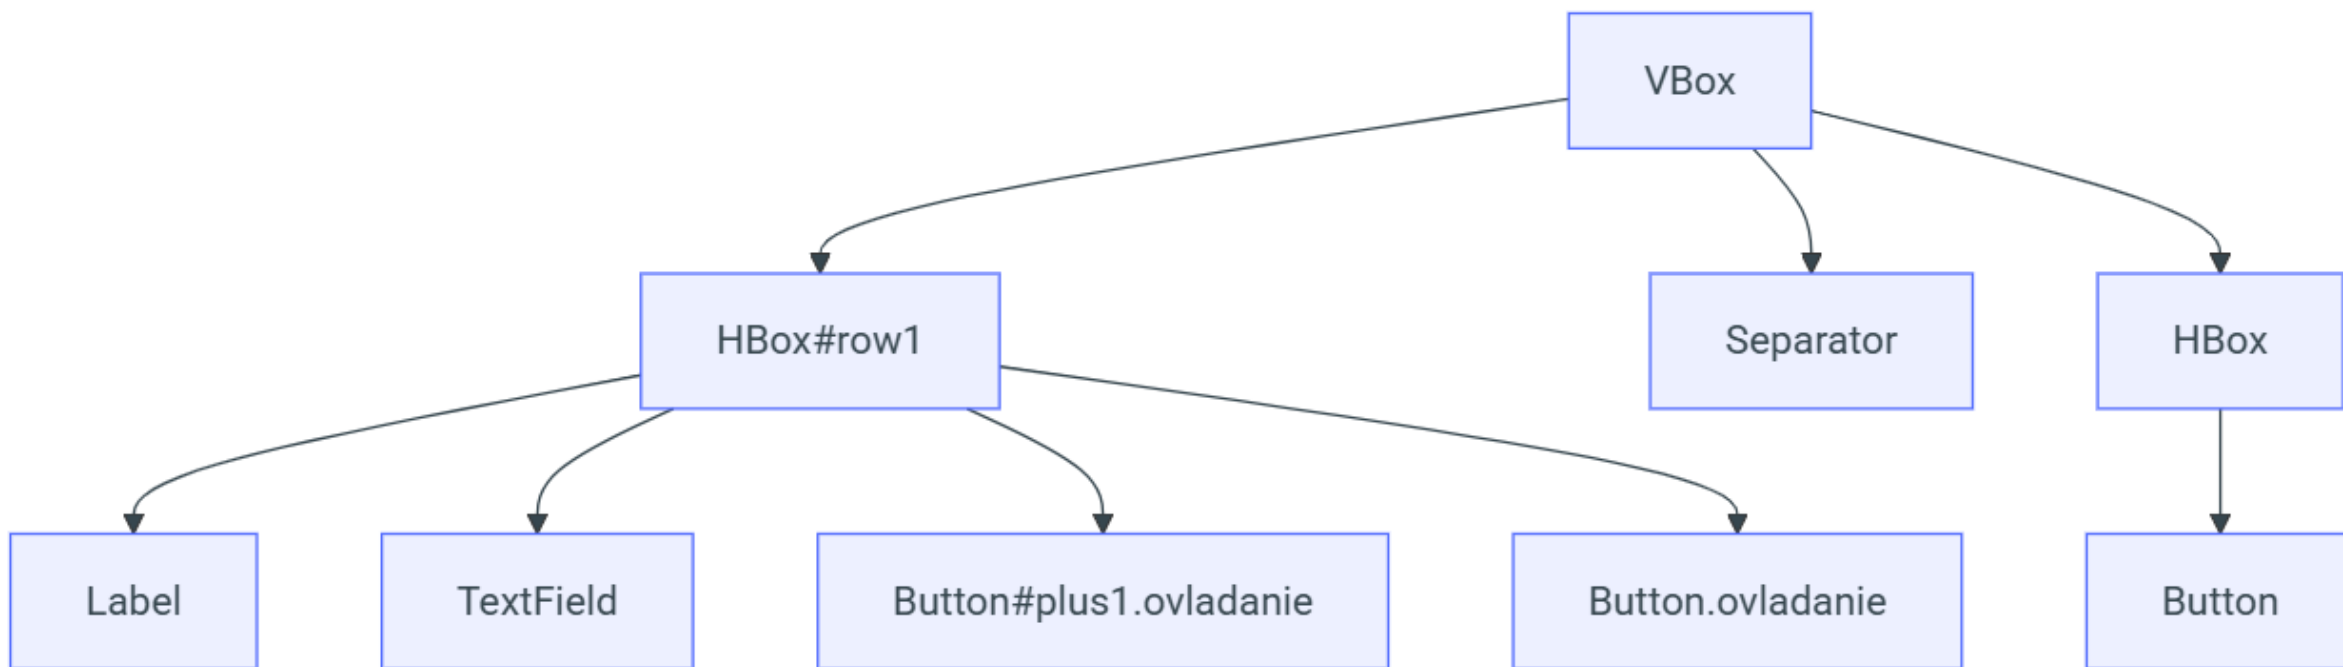 VBox
HBox#row1
Separator
HBox
Label
TextField
Button#plus1.ovladanie
Button.ovladanie
Button